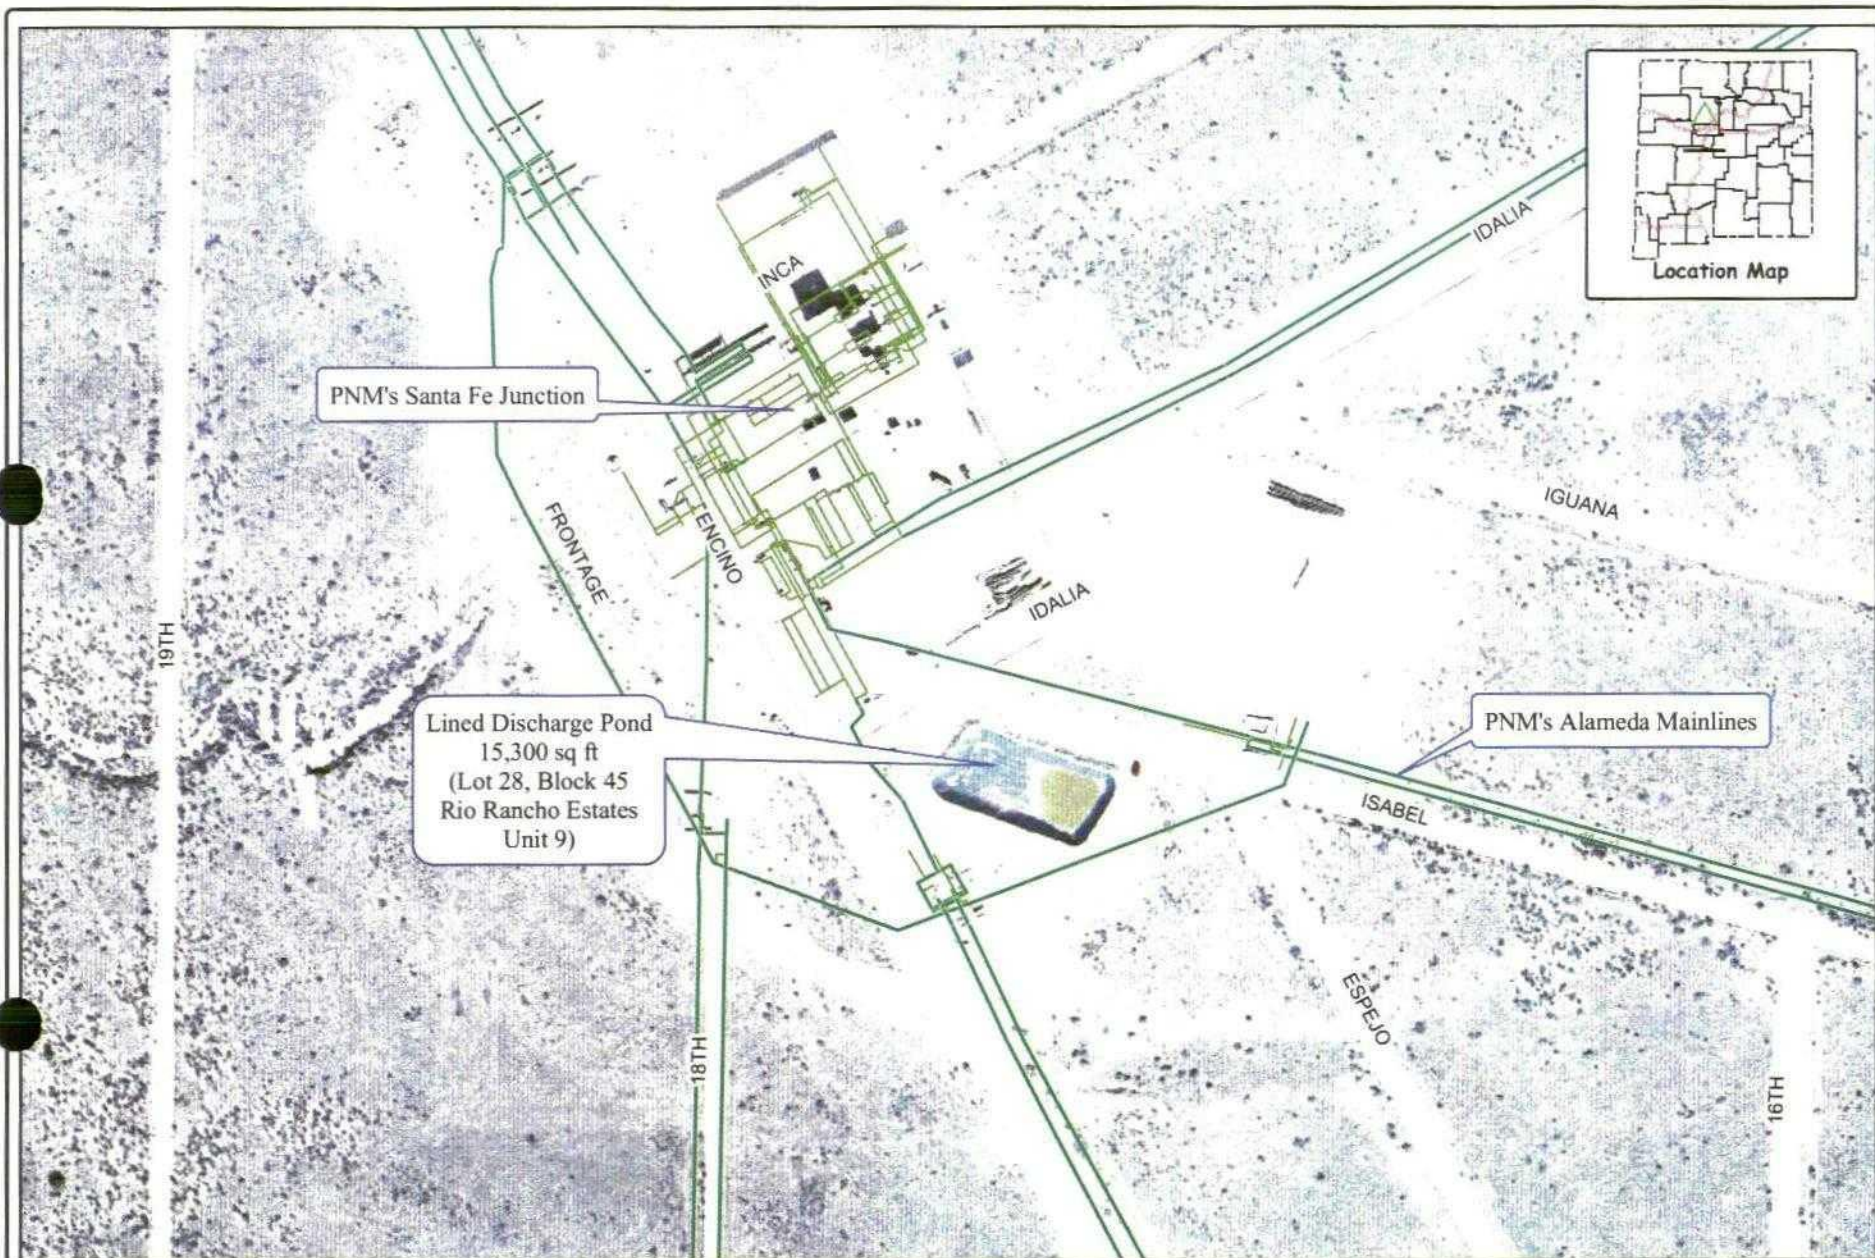 Location Map
IDALIA
INCA
PNM's Santa Fe Junction
IGUANA
FRONTAGE
ENCINO
IDALIA
19TH
Lined Discharge Pond
15,300 sq ft
(Lot 28, Block 45
Rio Rancho Estates
Unit 9)
PNM's Alameda Mainlines
ISABEL
ESPEJO
18TH
16TH